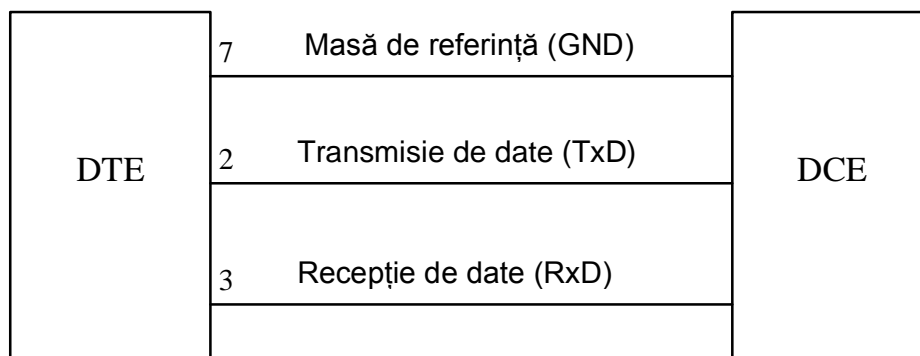 7 Masă de referință (GND)
DTE
2 Transmisie de date (TxD)
DCE
3 Recepție de date (RxD)